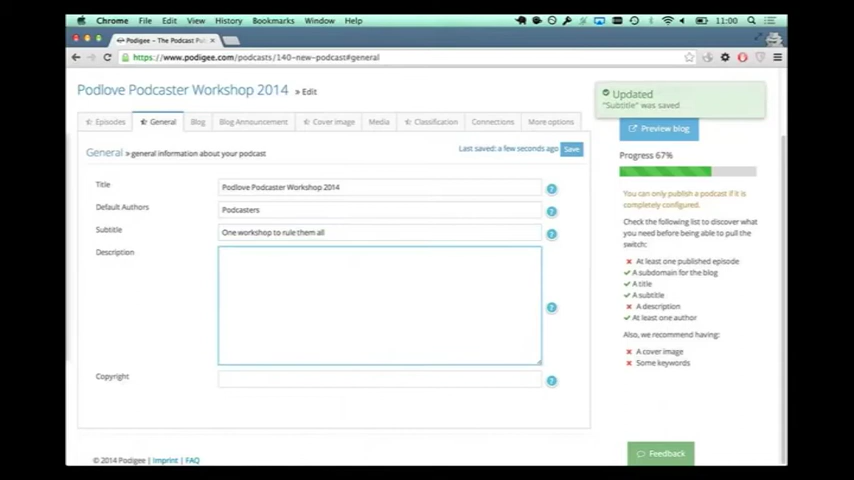 Chrome File Edit View History Bookmarks Window Help 11:00
Podigee – The Podcast Pu
https://www.podigee.com/podcasts/140-new-podcast#general
Podlove Podcaster Workshop 2014 » Edit
Updated
"Subtitle" was saved
Episodes General Blog Blog Announcement Cover image Media Classification Connections More options
Preview blog
General » general information about your podcast
Last saved: a few seconds ago Save
Progress 67%
Title Podlove Podcaster Workshop 2014 ?
Default Authors Podcasters ?
Subtitle One workshop to rule them all ?
Description ?
Copyright ?
You can only publish a podcast if it is
completely configured.
Check the following list to discover what
you need before being able to pull the
switch:
At least one published episode
A subdomain for the blog
A title
A subtitle
A description
At least one author
Also, we recommend having:
A cover image
Some keywords
Feedback
© 2014 Podigee | Imprint | FAQ